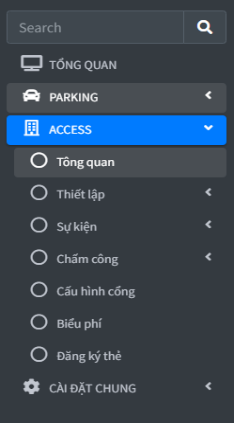 Search
TỔNG QUAN
PARKING
ACCESS
Tông quan
Thiết lập
Sự kiện
Chấm công
Cấu hình cổng
Biểu phí
Đăng ký thẻ
CÀI ĐẶT CHUNG